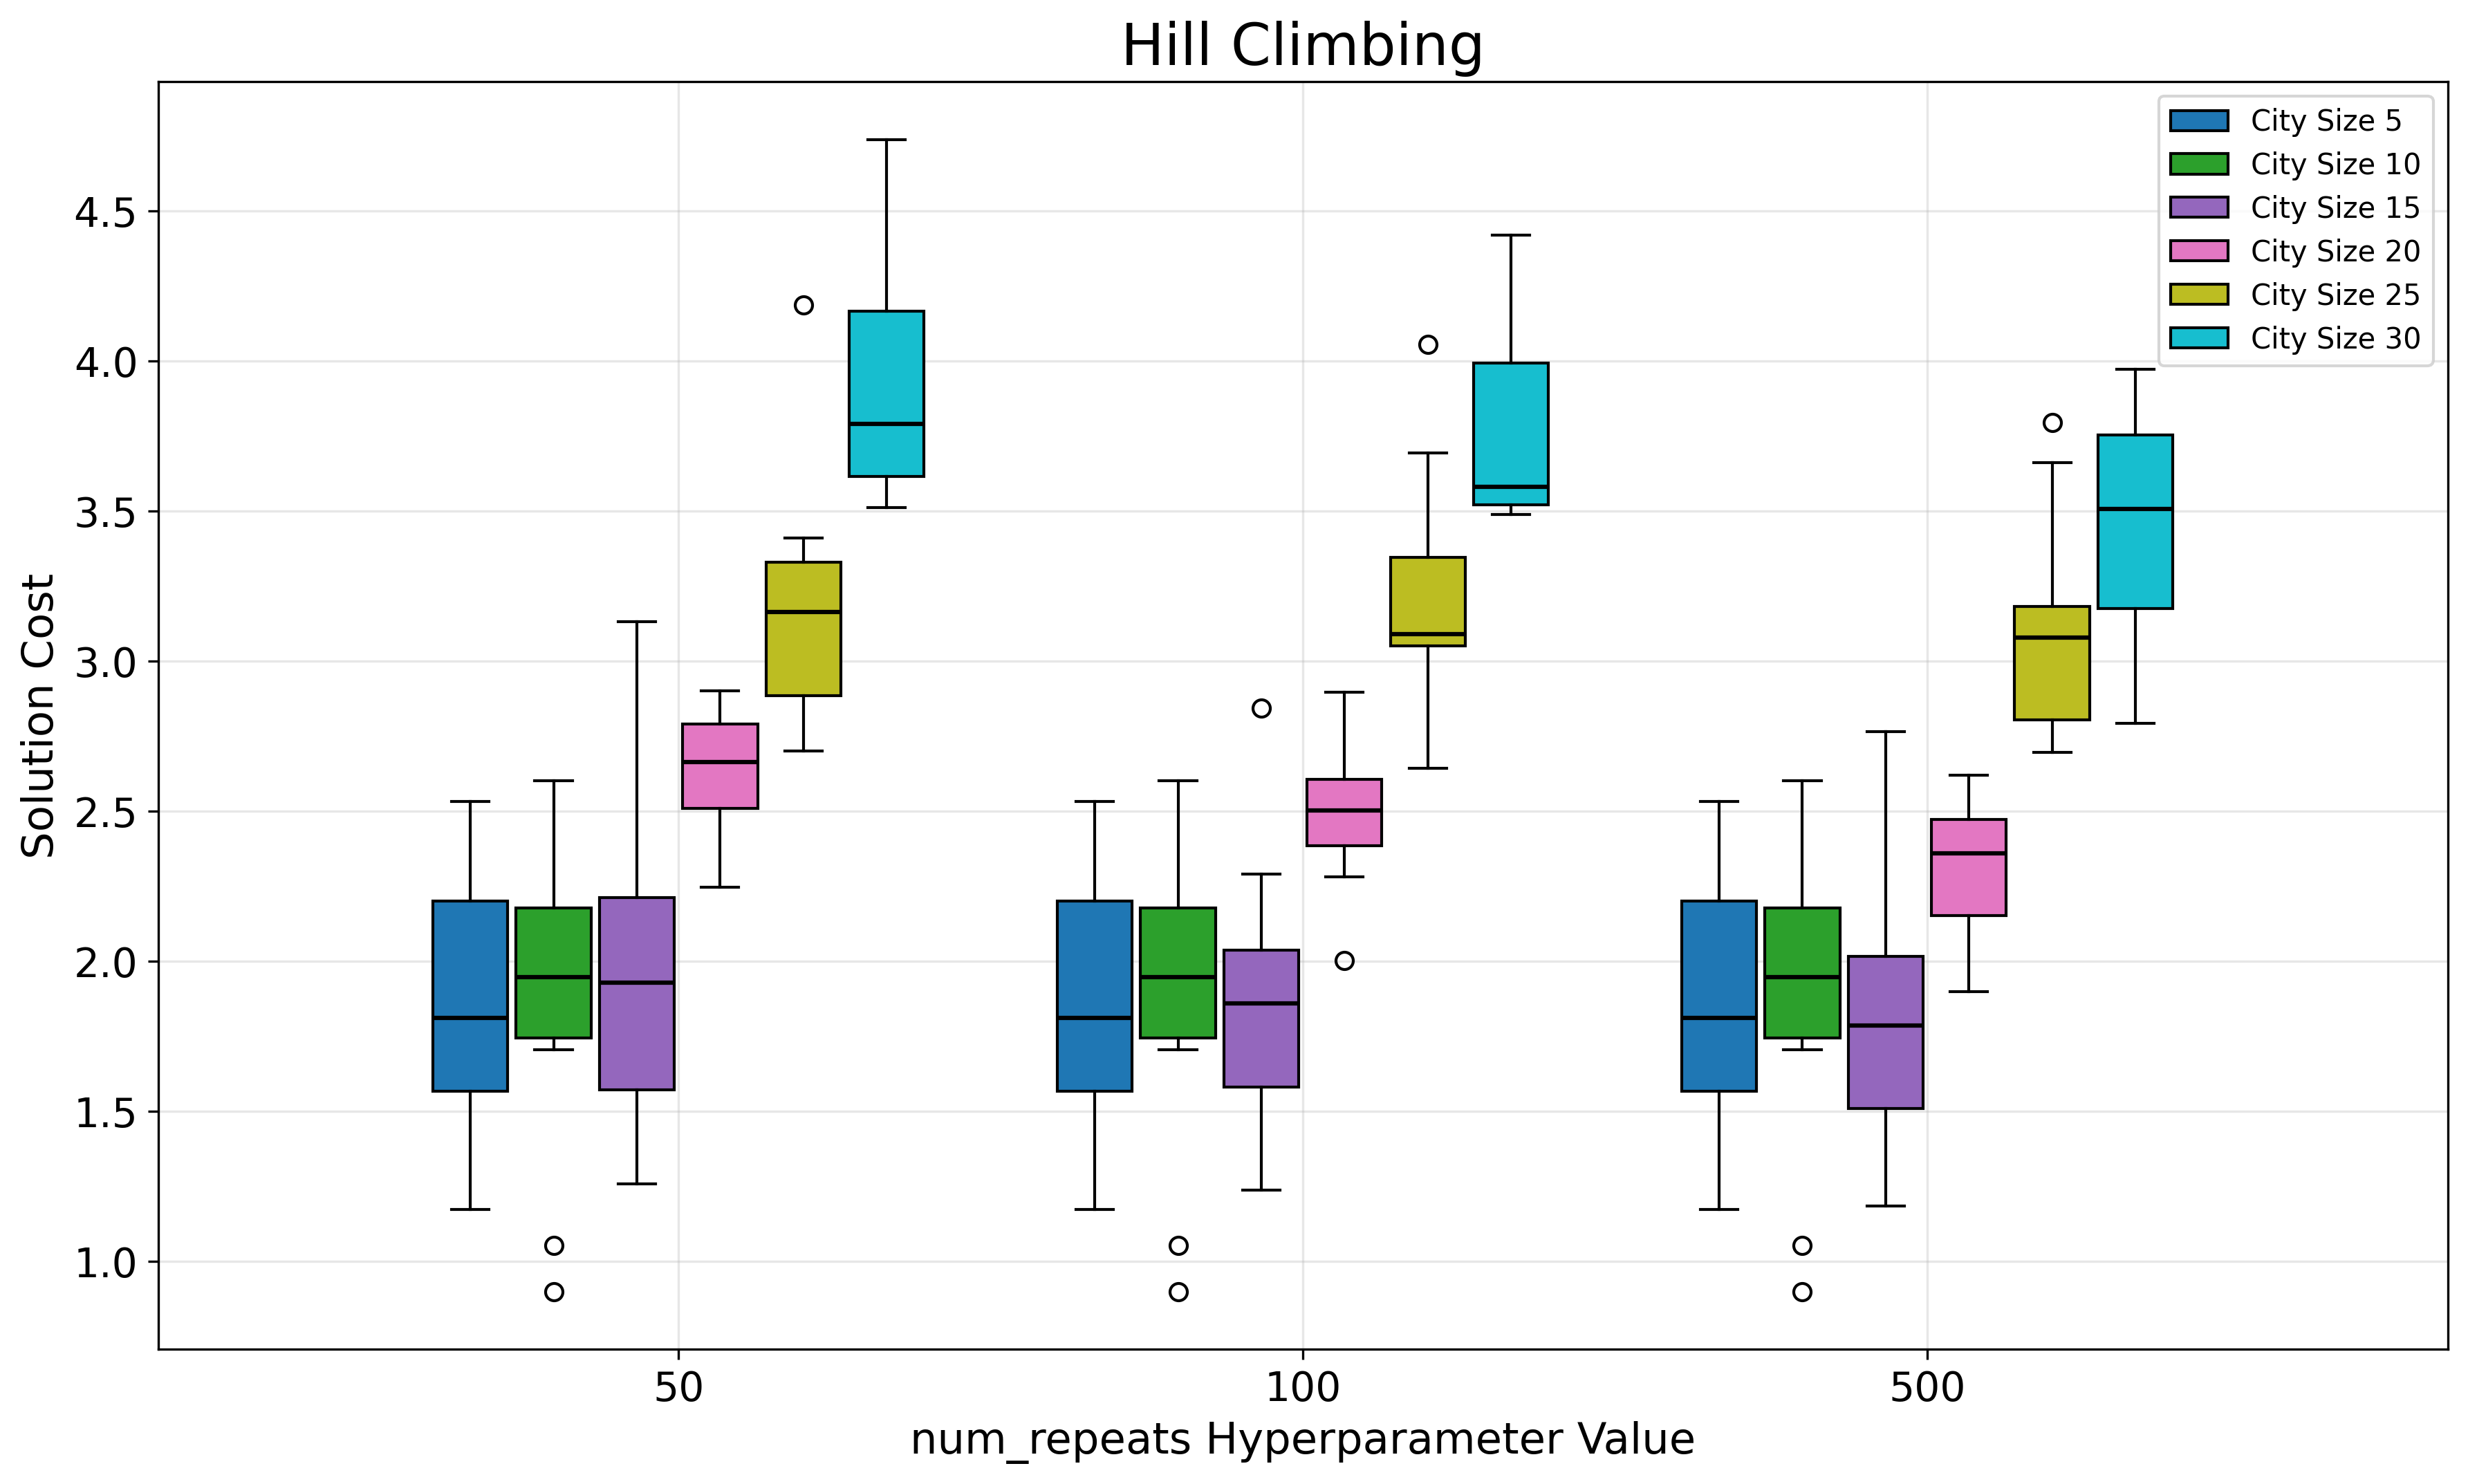 Hill Climbing
City Size 5
City Size 10
City Size 15
City Size 20
City Size 25
City Size 30
Solution Cost
4.5
4.0
3.5
3.0
2.5
2.0
1.5
1.0
50 100 500
num_repeats Hyperparameter Value